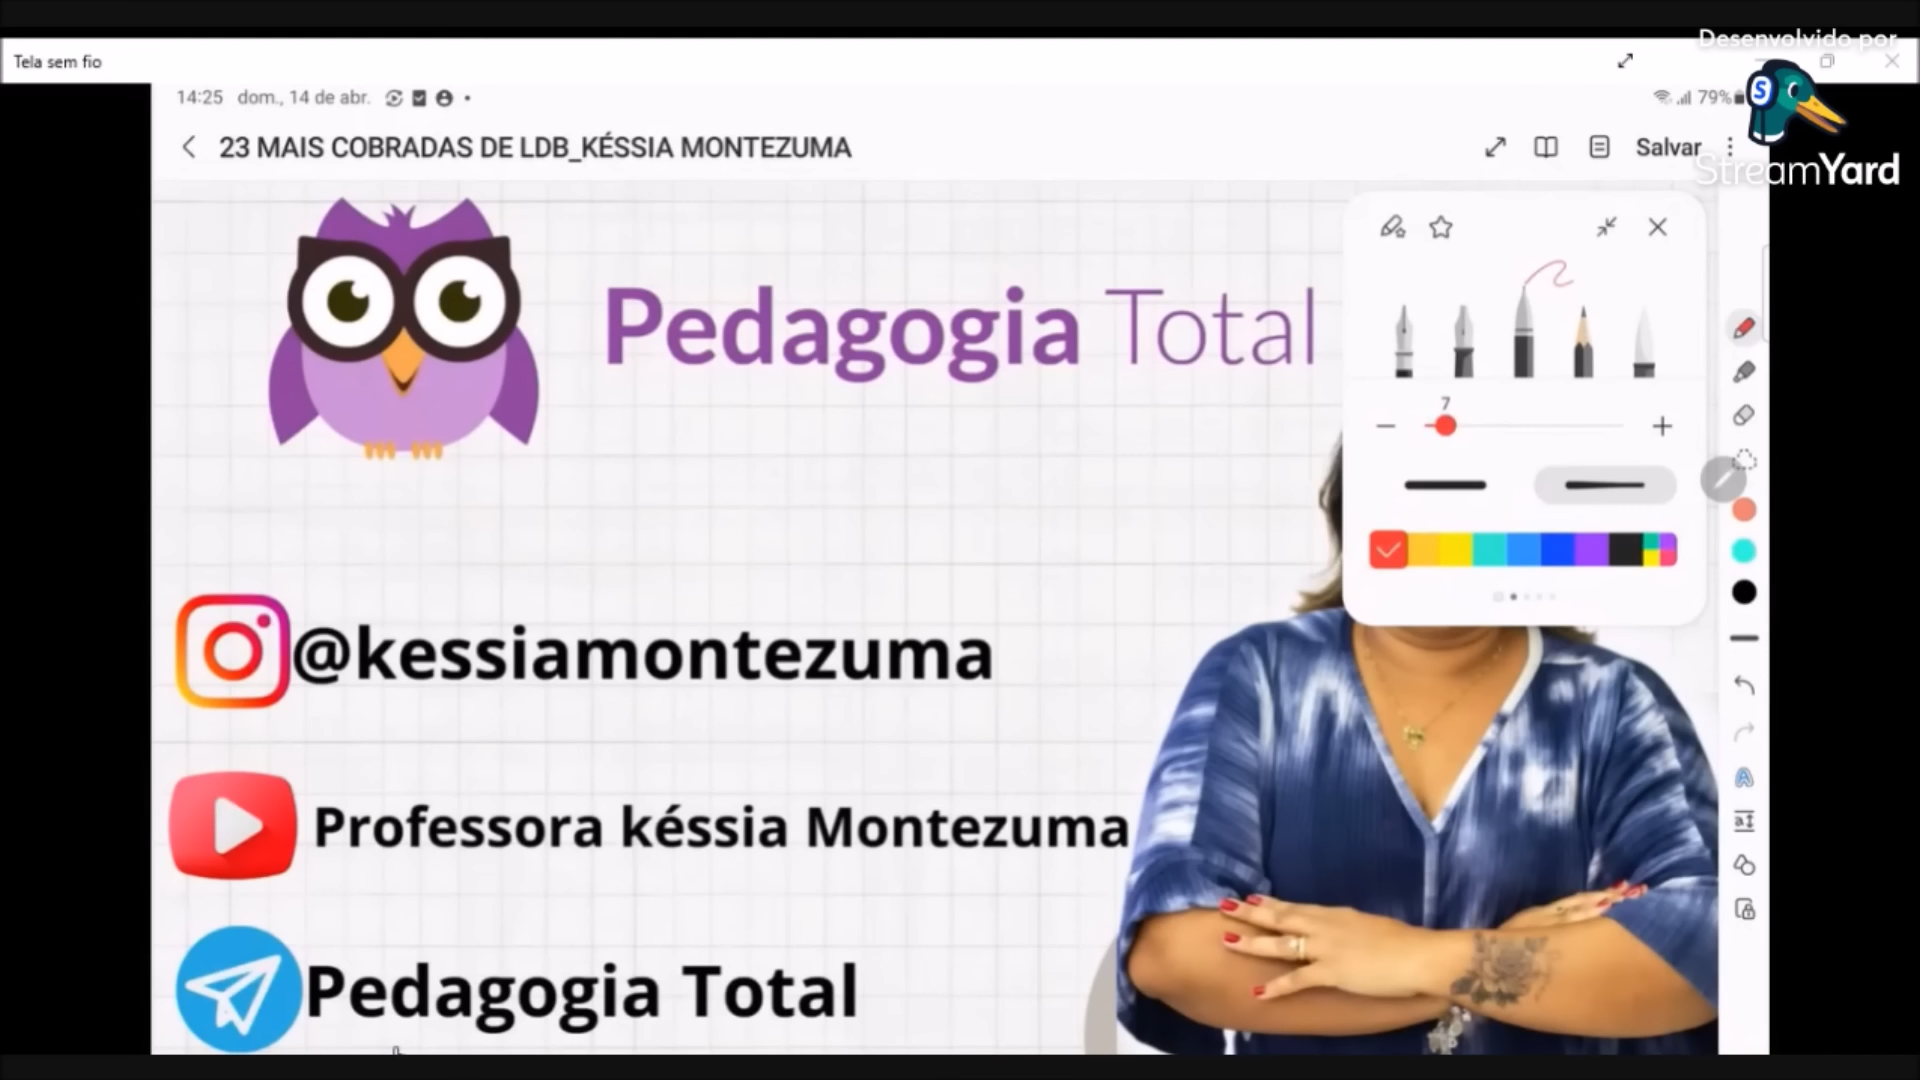 Desenvolvido por
Tela sem fio
14:25 dom., 14 de abr.
79%
23 MAIS COBRADAS DE LDB_KÉSSIA MONTEZUMA
Salvar
StreamYard
Pedagogia Total
7
@kessiamontezuma
Professora késsia Montezuma
Pedagogia Total